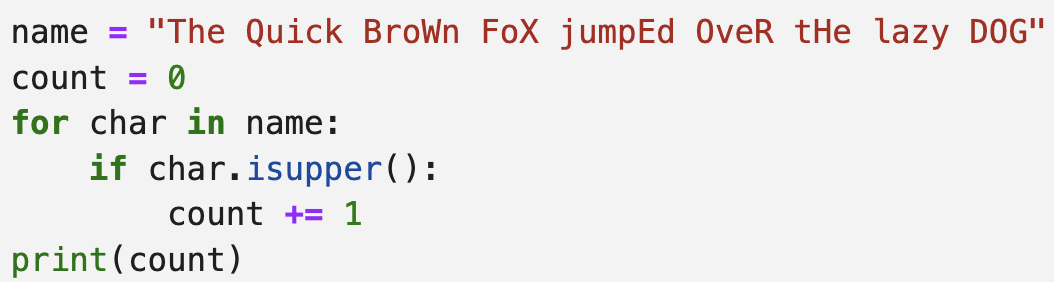 name = "The Quick BroWn FoX jumpEd OveR tHe lazy DOG"
count = 0
for char in name:
    if char.isupper():
        count += 1
print(count)